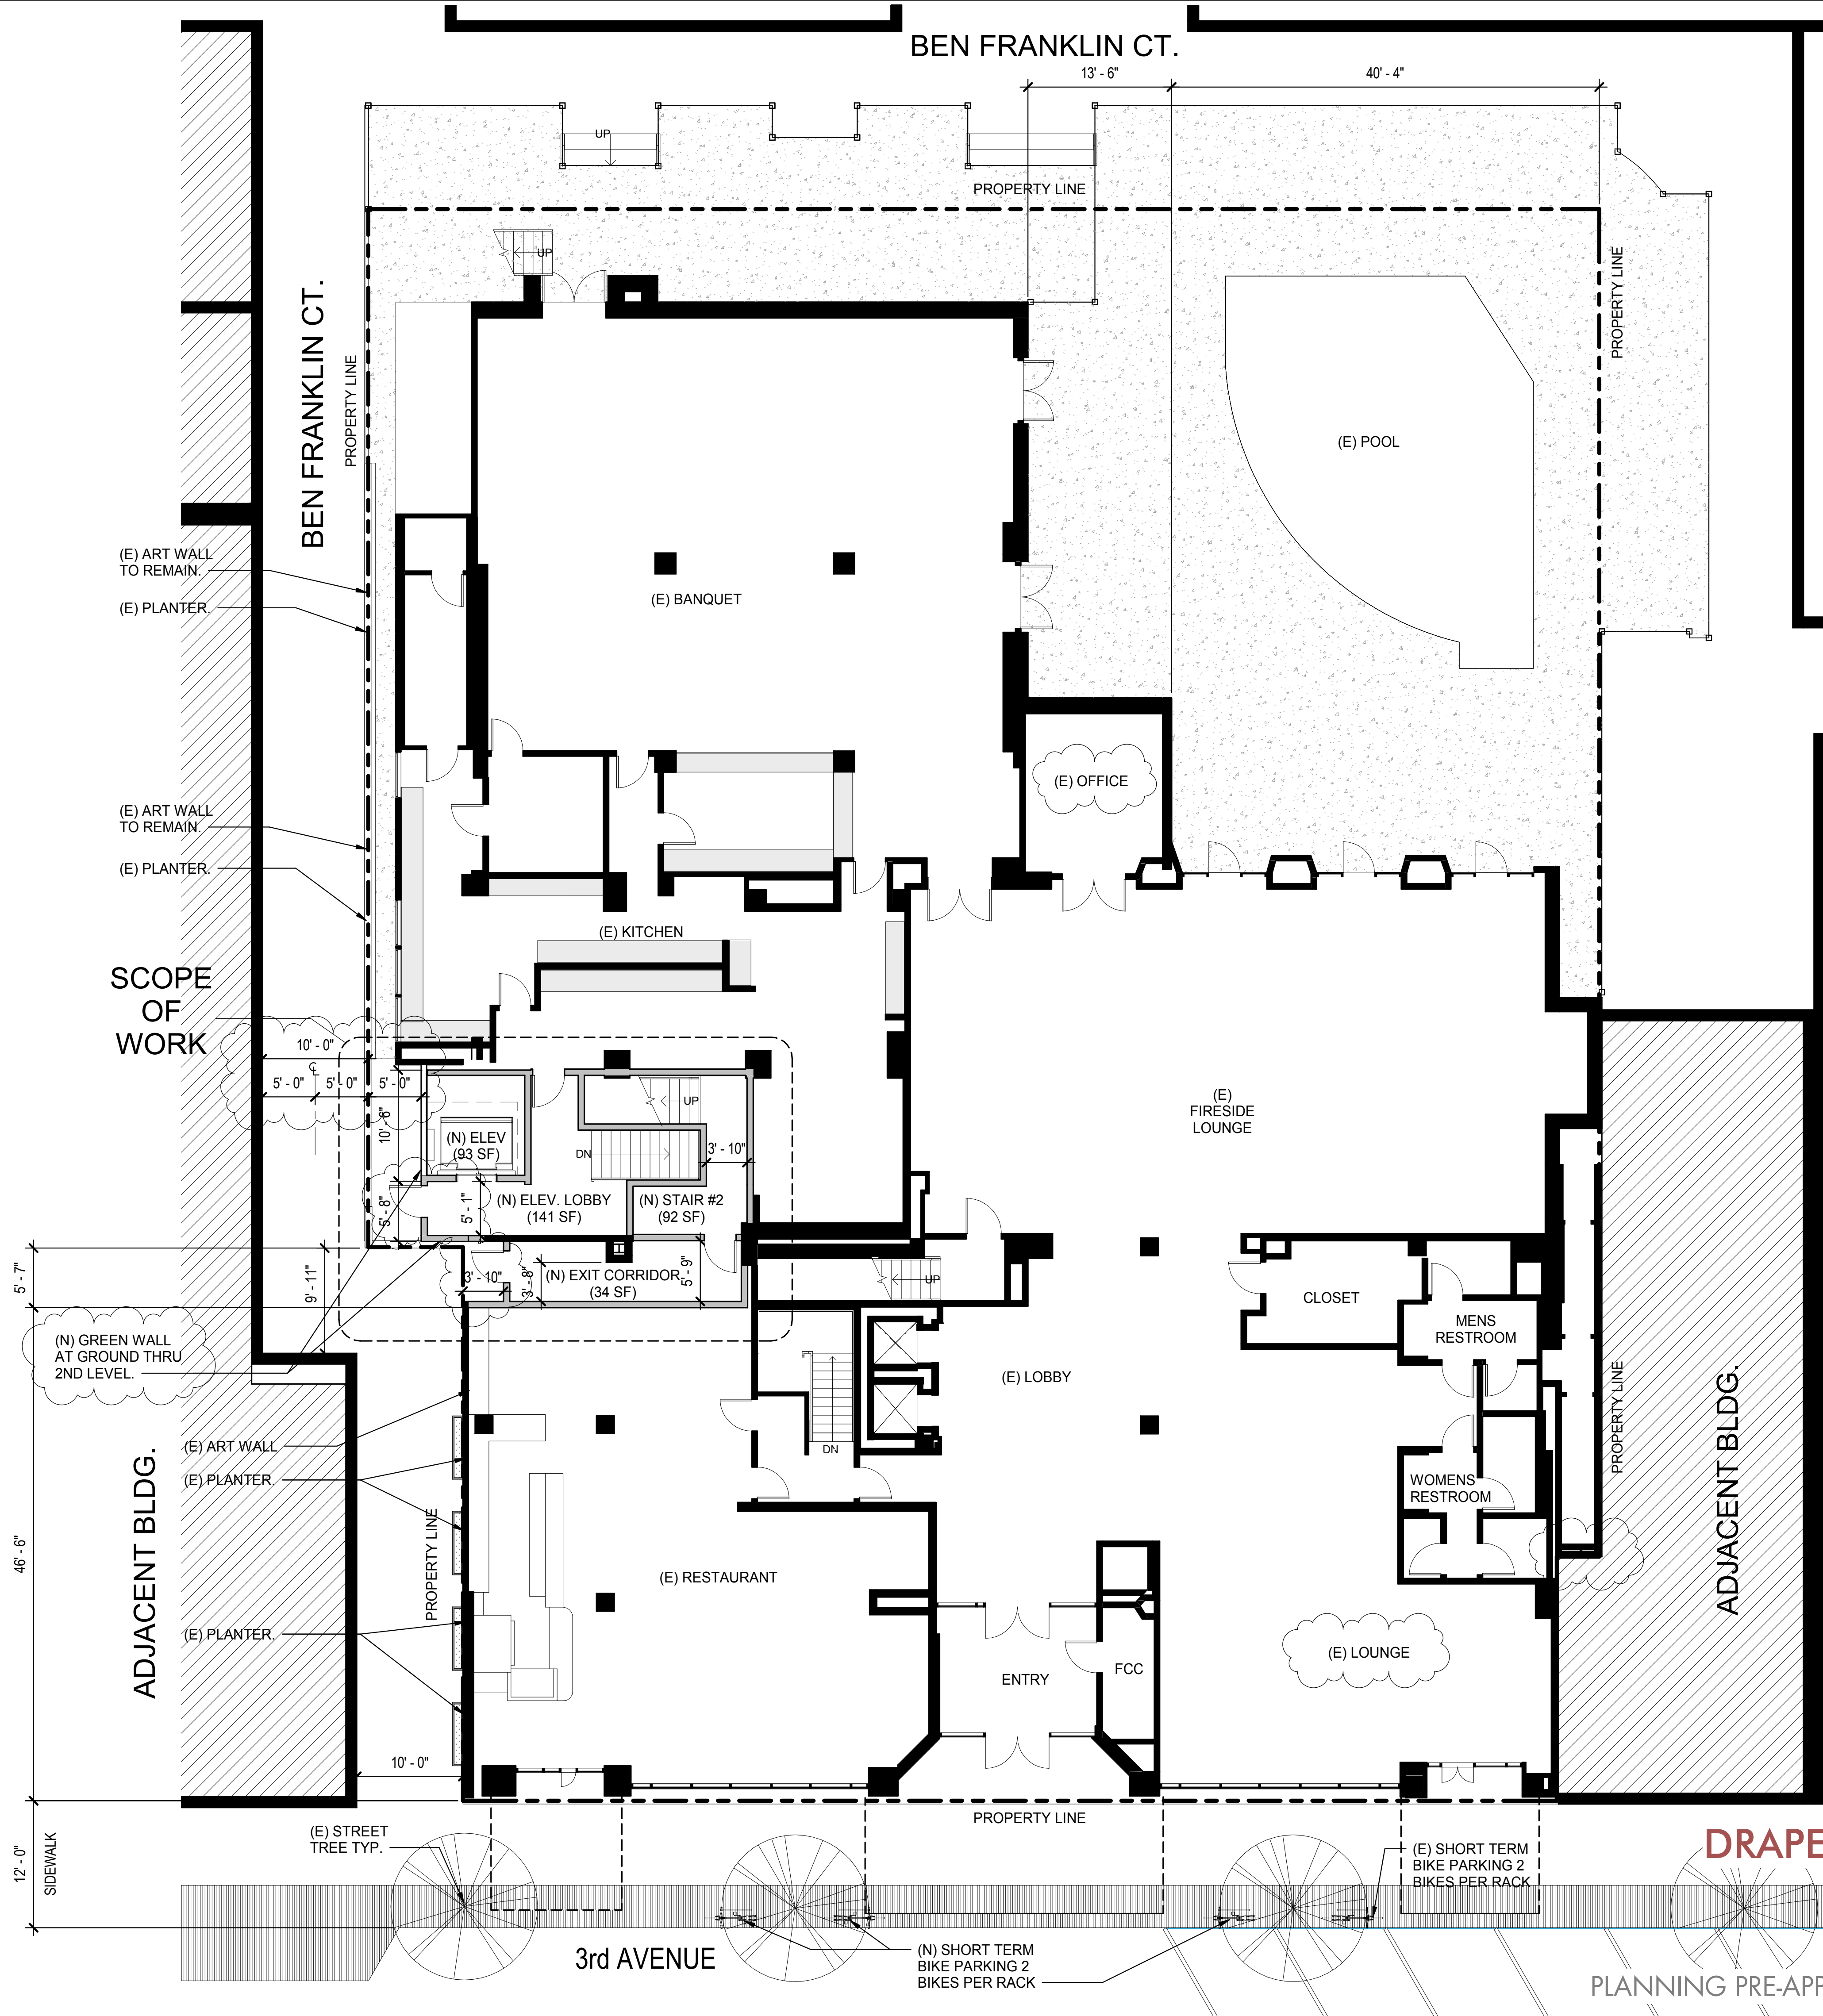 BEN FRANKLIN CT.
13' - 6"
40' - 4"
UP
PROPERTY LINE
UP
PROPERTY LINE
BEN FRANKLIN CT.
PROPERTY LINE
(E) POOL
(E) ART WALL
TO REMAIN.
(E) PLANTER.
(E) BANQUET
(E) OFFICE
(E) ART WALL
TO REMAIN.
(E) PLANTER.
(E) KITCHEN
SCOPE
OF
WORK
10' - 0"
5' - 0"
5' - 0"
5' - 0"
10' - 6"
UP
(N) ELEV
(93 SF)
DN
3' - 10"
(E)
FIRESIDE
LOUNGE
5' - 8"
5' - 1"
(N) ELEV. LOBBY
(141 SF)
(N) STAIR #2
(92 SF)
5' - 7"
9' - 11"
3' - 10"
3' - 8"
(N) EXIT CORRIDOR
(34 SF)
5' - 9"
UP
CLOSET
MENS
RESTROOM
(N) GREEN WALL
AT GROUND THRU
2ND LEVEL.
(E) LOBBY
PROPERTY LINE
ADJACENT BLDG.
(E) ART WALL
DN
(E) PLANTER.
WOMENS
RESTROOM
46' - 6"
ADJACENT BLDG.
PROPERTY LINE
(E) RESTAURANT
(E) PLANTER.
ENTRY
FCC
(E) LOUNGE
10' - 0"
PROPERTY LINE
12' - 0"
SIDEWALK
(E) STREET
TREE TYP.
(E) SHORT TERM
BIKE PARKING 2
BIKES PER RACK
DRAPE
3rd AVENUE
(N) SHORT TERM
BIKE PARKING 2
BIKES PER RACK
PLANNING PRE-APP